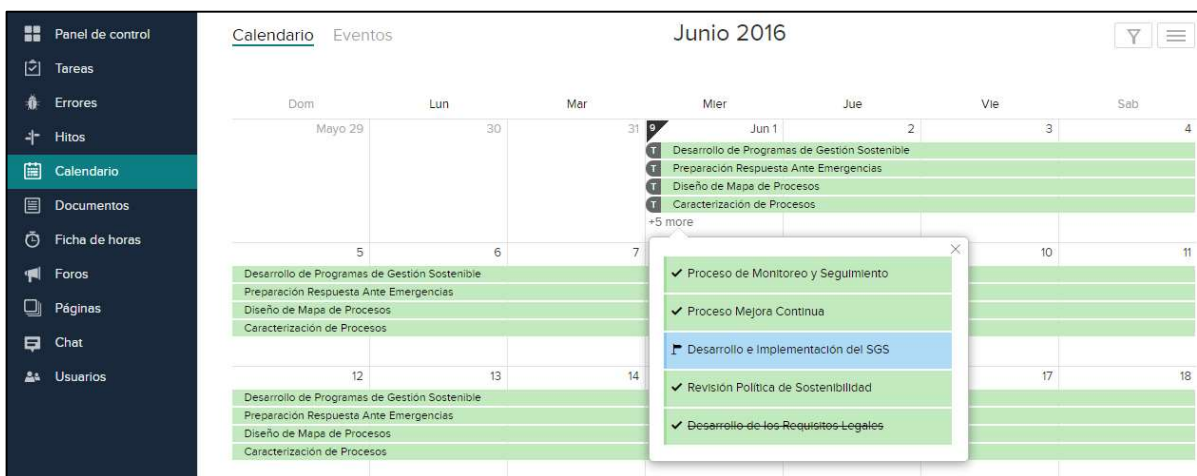 Panel de control
Tareas
Errores
Hitos
Calendario
Documentos
Ficha de horas
Foros
Páginas
Chat
Usuarios
Calendario Eventos Junio 2016
Dom Lun Mar Mier Jue Vie Sab
Mayo 29 30 31 9 Jun 1 2 3 4
T Desarrollo de Programas de Gestión Sostenible
T Preparación Respuesta Ante Emergencias
T Diseño de Mapa de Procesos
T Caracterización de Procesos
+5 more
5 6 7 10 11
Desarrollo de Programas de Gestión Sostenible
Preparación Respuesta Ante Emergencias
Diseño de Mapa de Procesos
Caracterización de Procesos
Proceso de Monitoreo y Seguimiento
Proceso Mejora Continua
Desarrollo e Implementación del SGS
Revisión Política de Sostenibilidad
Desarrollo de los Requisitos Legales
12 13 14 17 18
Desarrollo de Programas de Gestión Sostenible
Preparación Respuesta Ante Emergencias
Diseño de Mapa de Procesos
Caracterización de Procesos